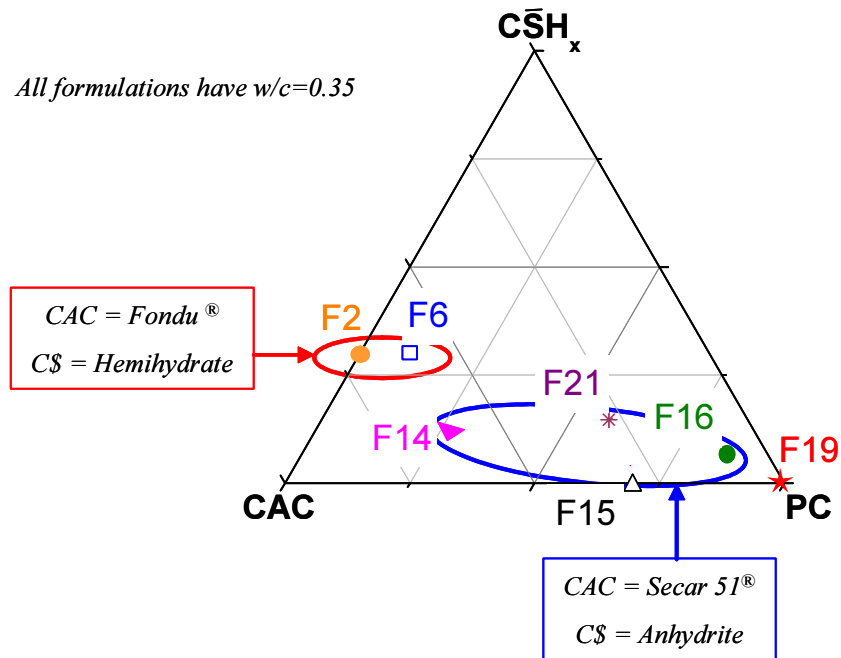 CS̄Hx
All formulations have w/c=0.35
CAC = Fondu ®
C$ = Hemihydrate
F2
F6
F21
F14
F16
F19
CAC
F15
PC
CAC = Secar 51®
C$ = Anhydrite